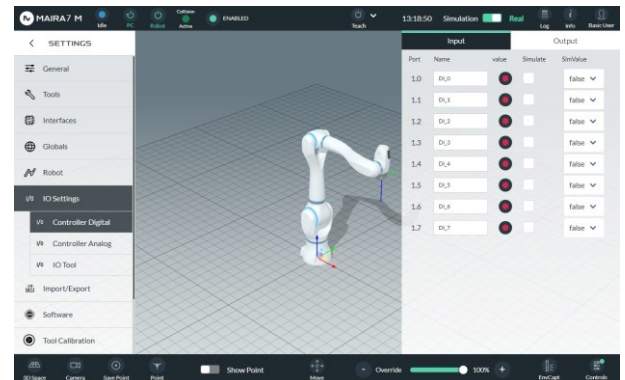 MAIRA7 M
Idle
PC
Robot
Collision
Active
ENABLED
Teach
13:18:50
Simulation
Real
Log
Info
Basic User
SETTINGS
General
Tools
Interfaces
Globals
Robot
I/O IO Settings
I/O Controller Digital
I/O Controller Analog
I/O IO Tool
Import/Export
Software
Tool Calibration
Input
Output
Port Name value Simulate SimValue
1.0 DI_0 false
1.1 DI_1 false
1.2 DI_2 false
1.3 DI_3 false
1.4 DI_4 false
1.5 DI_5 false
1.6 DI_6 false
1.7 DI_7 false
3D Space
Camera
Save Point
Point
Show Point
Move
- Override 100% +
EnvCapt
Controls